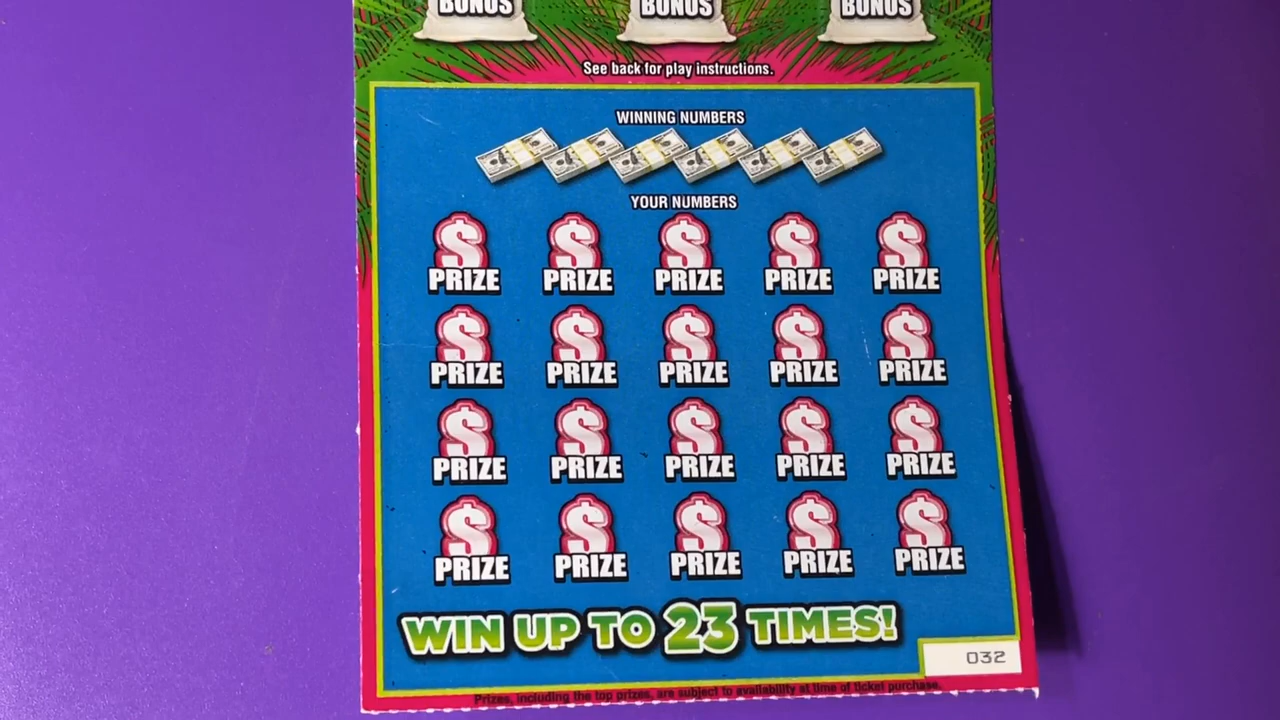 BONUS BONUS BONUS
See back for play instructions.
WINNING NUMBERS
YOUR NUMBERS
$ $ $ $ $
PRIZE PRIZE PRIZE PRIZE PRIZE
$ $ $ $ $
PRIZE PRIZE PRIZE PRIZE PRIZE
$ $ $ $ $
PRIZE PRIZE PRIZE PRIZE PRIZE
$ $ $ $ $
PRIZE PRIZE PRIZE PRIZE PRIZE
WIN UP TO 23 TIMES!
032
Prizes, including the top prizes, are subject to availability at time of ticket purchase.